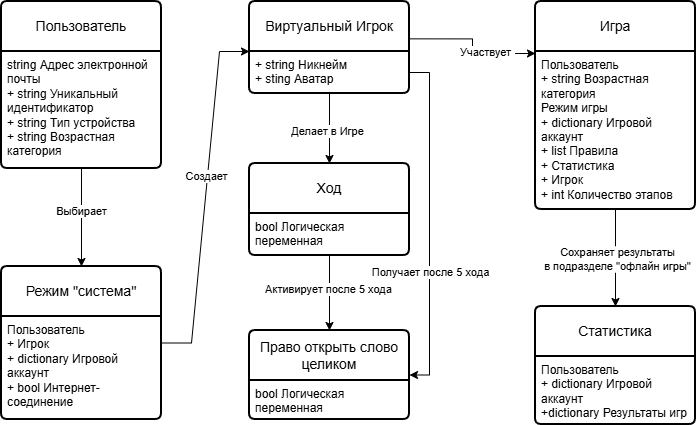 Пользователь
string Адрес электронной
почты
+ string Уникальный
идентификатор
+ string Тип устройства
+ string Возрастная
категория
Выбирает
Режим "система"
Пользователь
+ Игрок
+ dictionary Игровой
аккаунт
+ bool Интернет-
соединение
Создает
Виртуальный Игрок
+ string Никнейм
+ sting Аватар
Делает в Игре
Ход
bool Логическая
переменная
Активирует после 5 хода
Получает после 5 хода
Право открыть слово
целиком
bool Логическая
переменная
Участвует
Игра
Пользователь
+ string Возрастная
категория
Режим игры
+ dictionary Игровой
аккаунт
+ list Правила
+ Статистика
+ Игрок
+ int Количество этапов
Сохраняет результаты
в подразделе "офлайн игры"
Статистика
Пользователь
+ dictionary Игровой
аккаунт
+dictionary Результаты игр